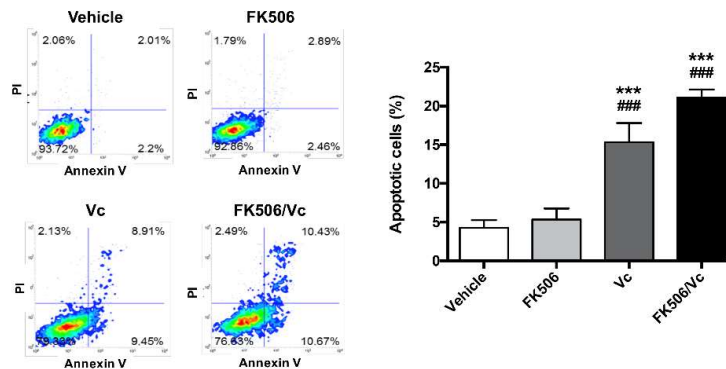 Vehicle
2.06%
2.01%
PI
93.72%
2.2%
Annexin V
FK506
1.79%
2.89%
PI
92.86%
2.46%
Annexin V
Vc
2.13%
8.91%
PI
9.45%
Annexin V
FK506/Vc
2.49%
10.43%
PI
76.63%
10.67%
Annexin V
Apoptotic cells (%)
25
20
15
10
5
0
***
###
***
###
Vehicle
FK506
Vc
FK506/Vc